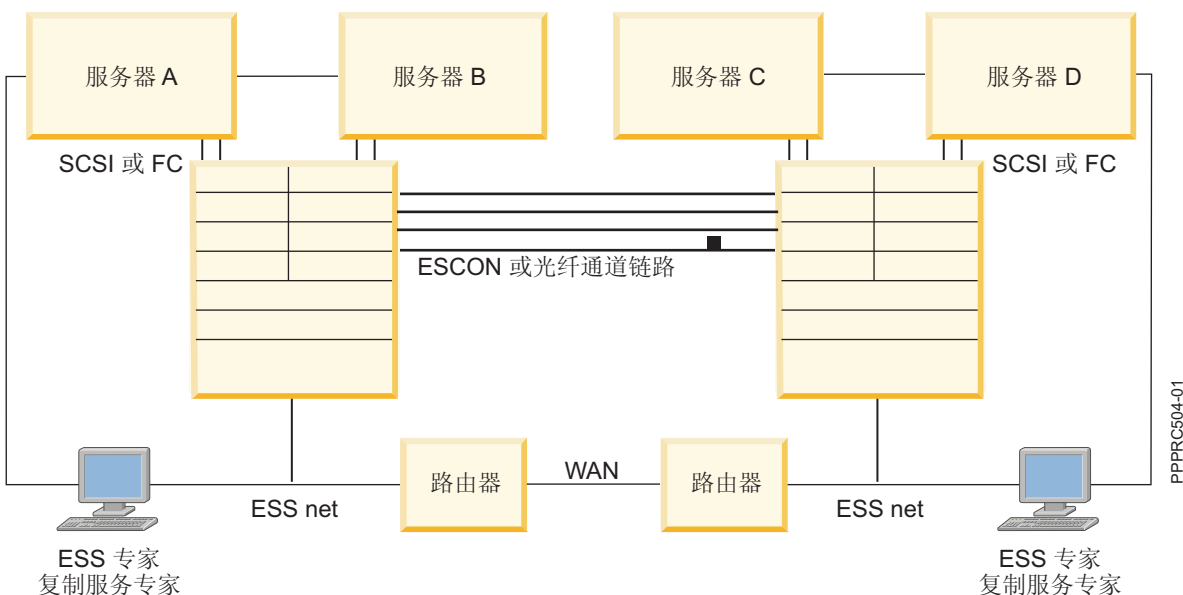 服务器 A
服务器 B
服务器 C
服务器 D
SCSI 或 FC
SCSI 或 FC
ESCON 或光纤通道链路
PPPRC504-01
路由器
WAN
路由器
ESS net
ESS net
ESS 专家
复制服务专家
ESS 专家
复制服务专家